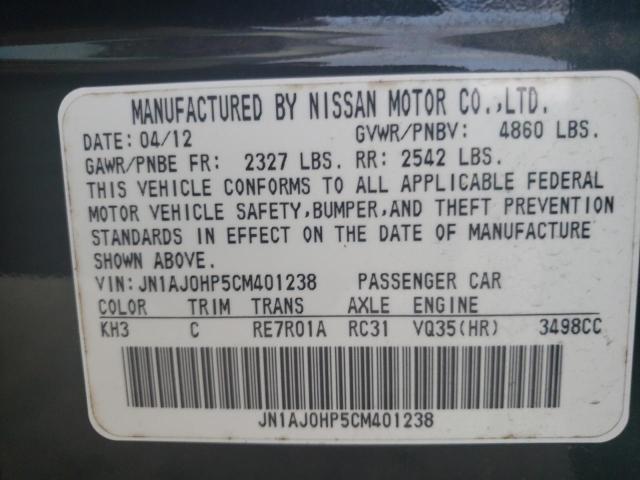 MANUFACTURED BY NISSAN MOTOR CO.,LTD.
DATE: 04/12 GVWR/PNBV: 4860 LBS.
GAWR/PNBE FR: 2327 LBS. RR: 2542 LBS.
THIS VEHICLE CONFORMS TO ALL APPLICABLE FEDERAL
MOTOR VEHICLE SAFETY,BUMPER,AND THEFT PREVENTION
STANDARDS IN EFFECT ON THE DATE OF MANUFACTURE
SHOWN ABOVE.
VIN: JN1AJ0HP5CM401238 PASSENGER CAR
COLOR TRIM TRANS AXLE ENGINE
KH3 C RE7R01A RC31 VQ35(HR) 3498CC
JN1AJ0HP5CM401238